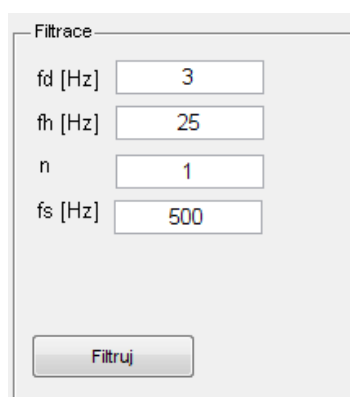 Filtrace
fd [Hz] 3
fh [Hz] 25
n 1
fs [Hz] 500
Filtruj